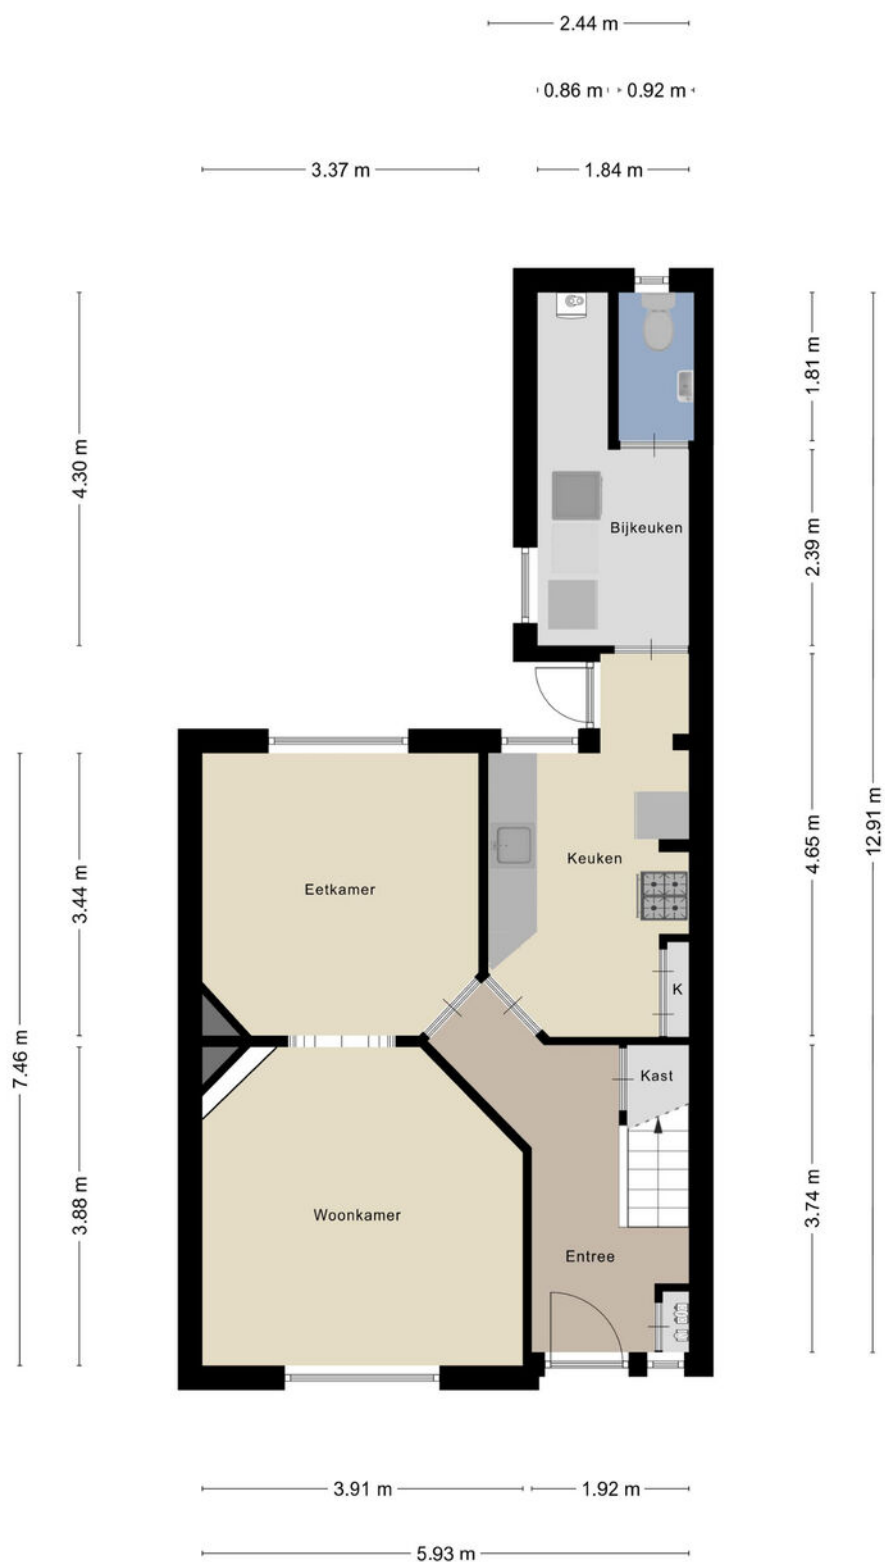 2.44 m
0.86 m
0.92 m
3.37 m
1.84 m
1.81 m
4.30 m
Bijkeuken
2.39 m
12.91 m
Keuken
4.65 m
Eetkamer
3.44 m
K
7.46 m
Kast
3.74 m
Woonkamer
3.88 m
Entree
3.91 m
1.92 m
5.93 m